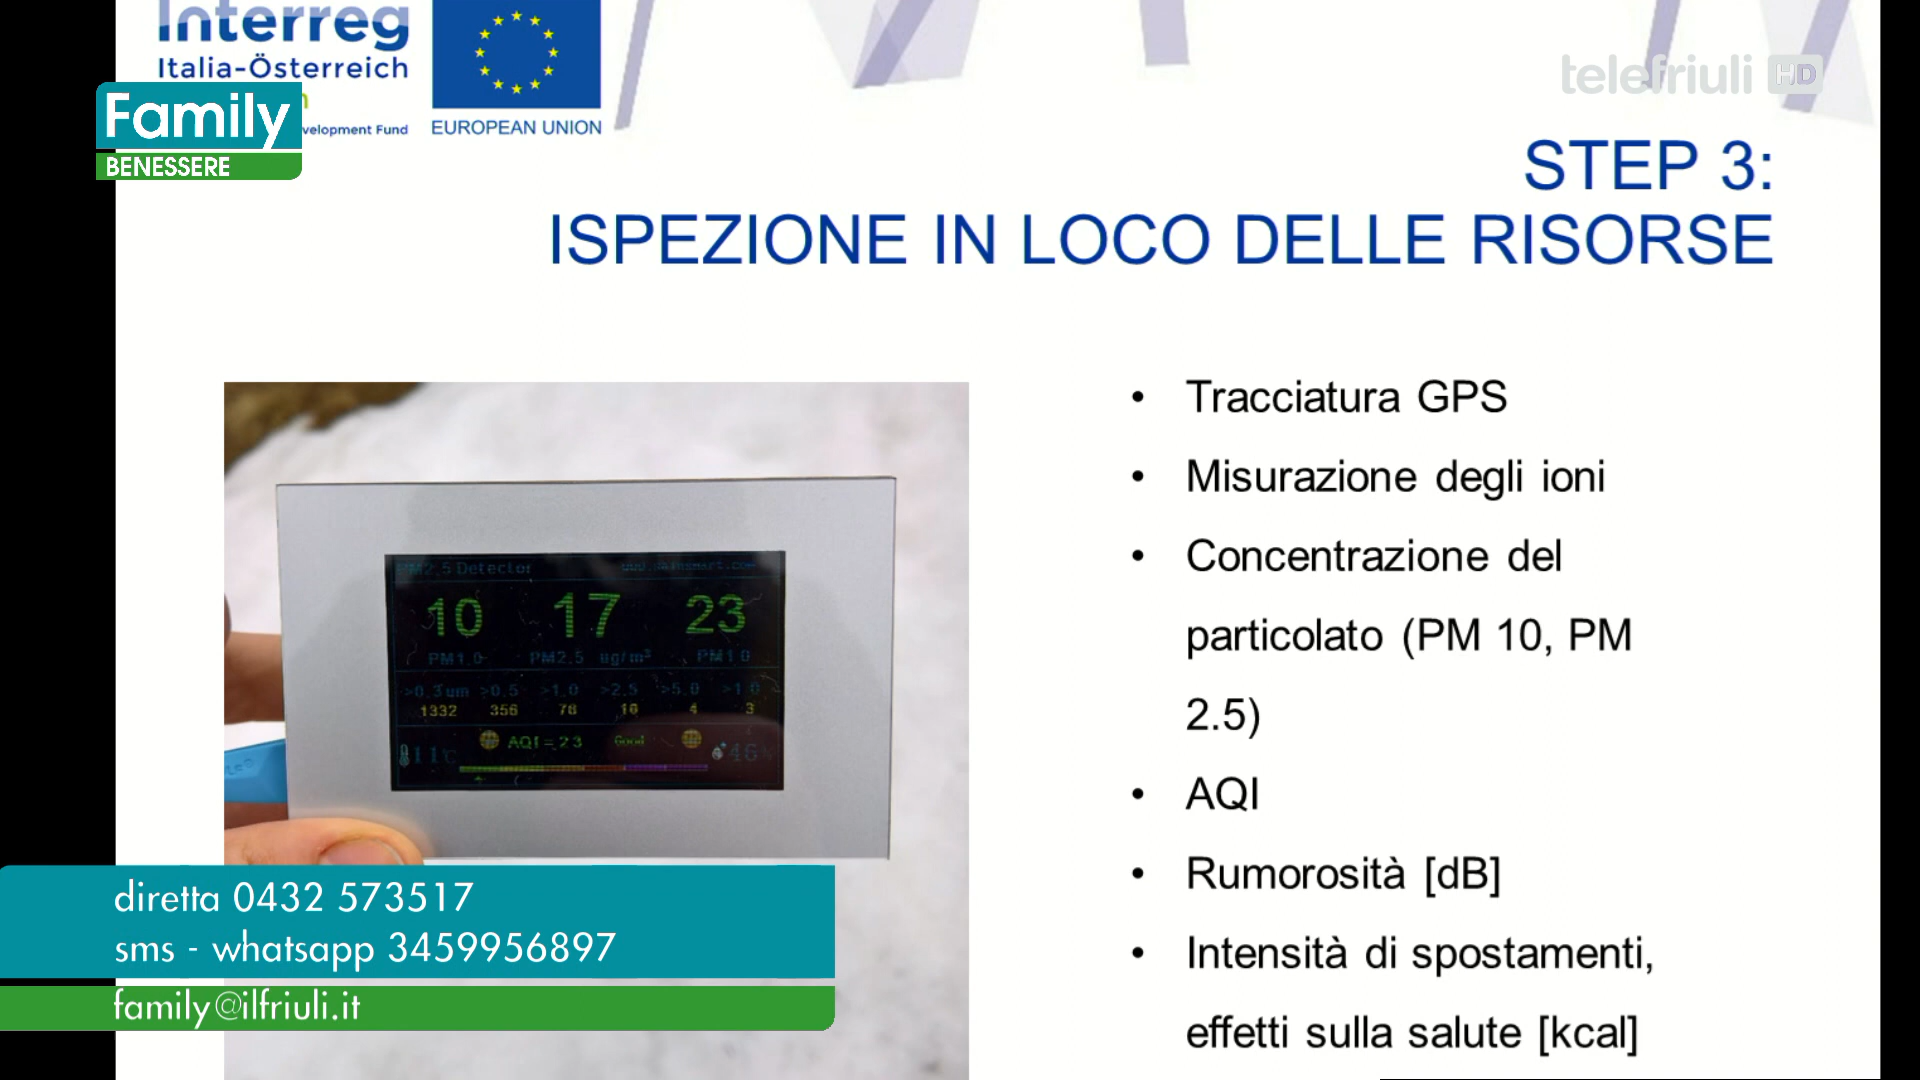 Interreg
Italia-Österreich
velopment Fund
EUROPEAN UNION
Family
BENESSERE
telefriuli HD
STEP 3:
ISPEZIONE IN LOCO DELLE RISORSE
• Tracciatura GPS
• Misurazione degli ioni
• Concentrazione del
particolato (PM 10, PM
2.5)
• AQI
• Rumorosità [dB]
• Intensità di spostamenti,
effetti sulla salute [kcal]
PM2.5 Detector
10 17 23
PM1.0 PM2.5 ug/m³ PM10
>0.3um >0.5 >1.0 >2.5 >5.0 >10
1332 356 78 18 4 3
AQI=23 Good
11°C 46%
diretta 0432 573517
sms - whatsapp 3459956897
family@ilfriuli.it